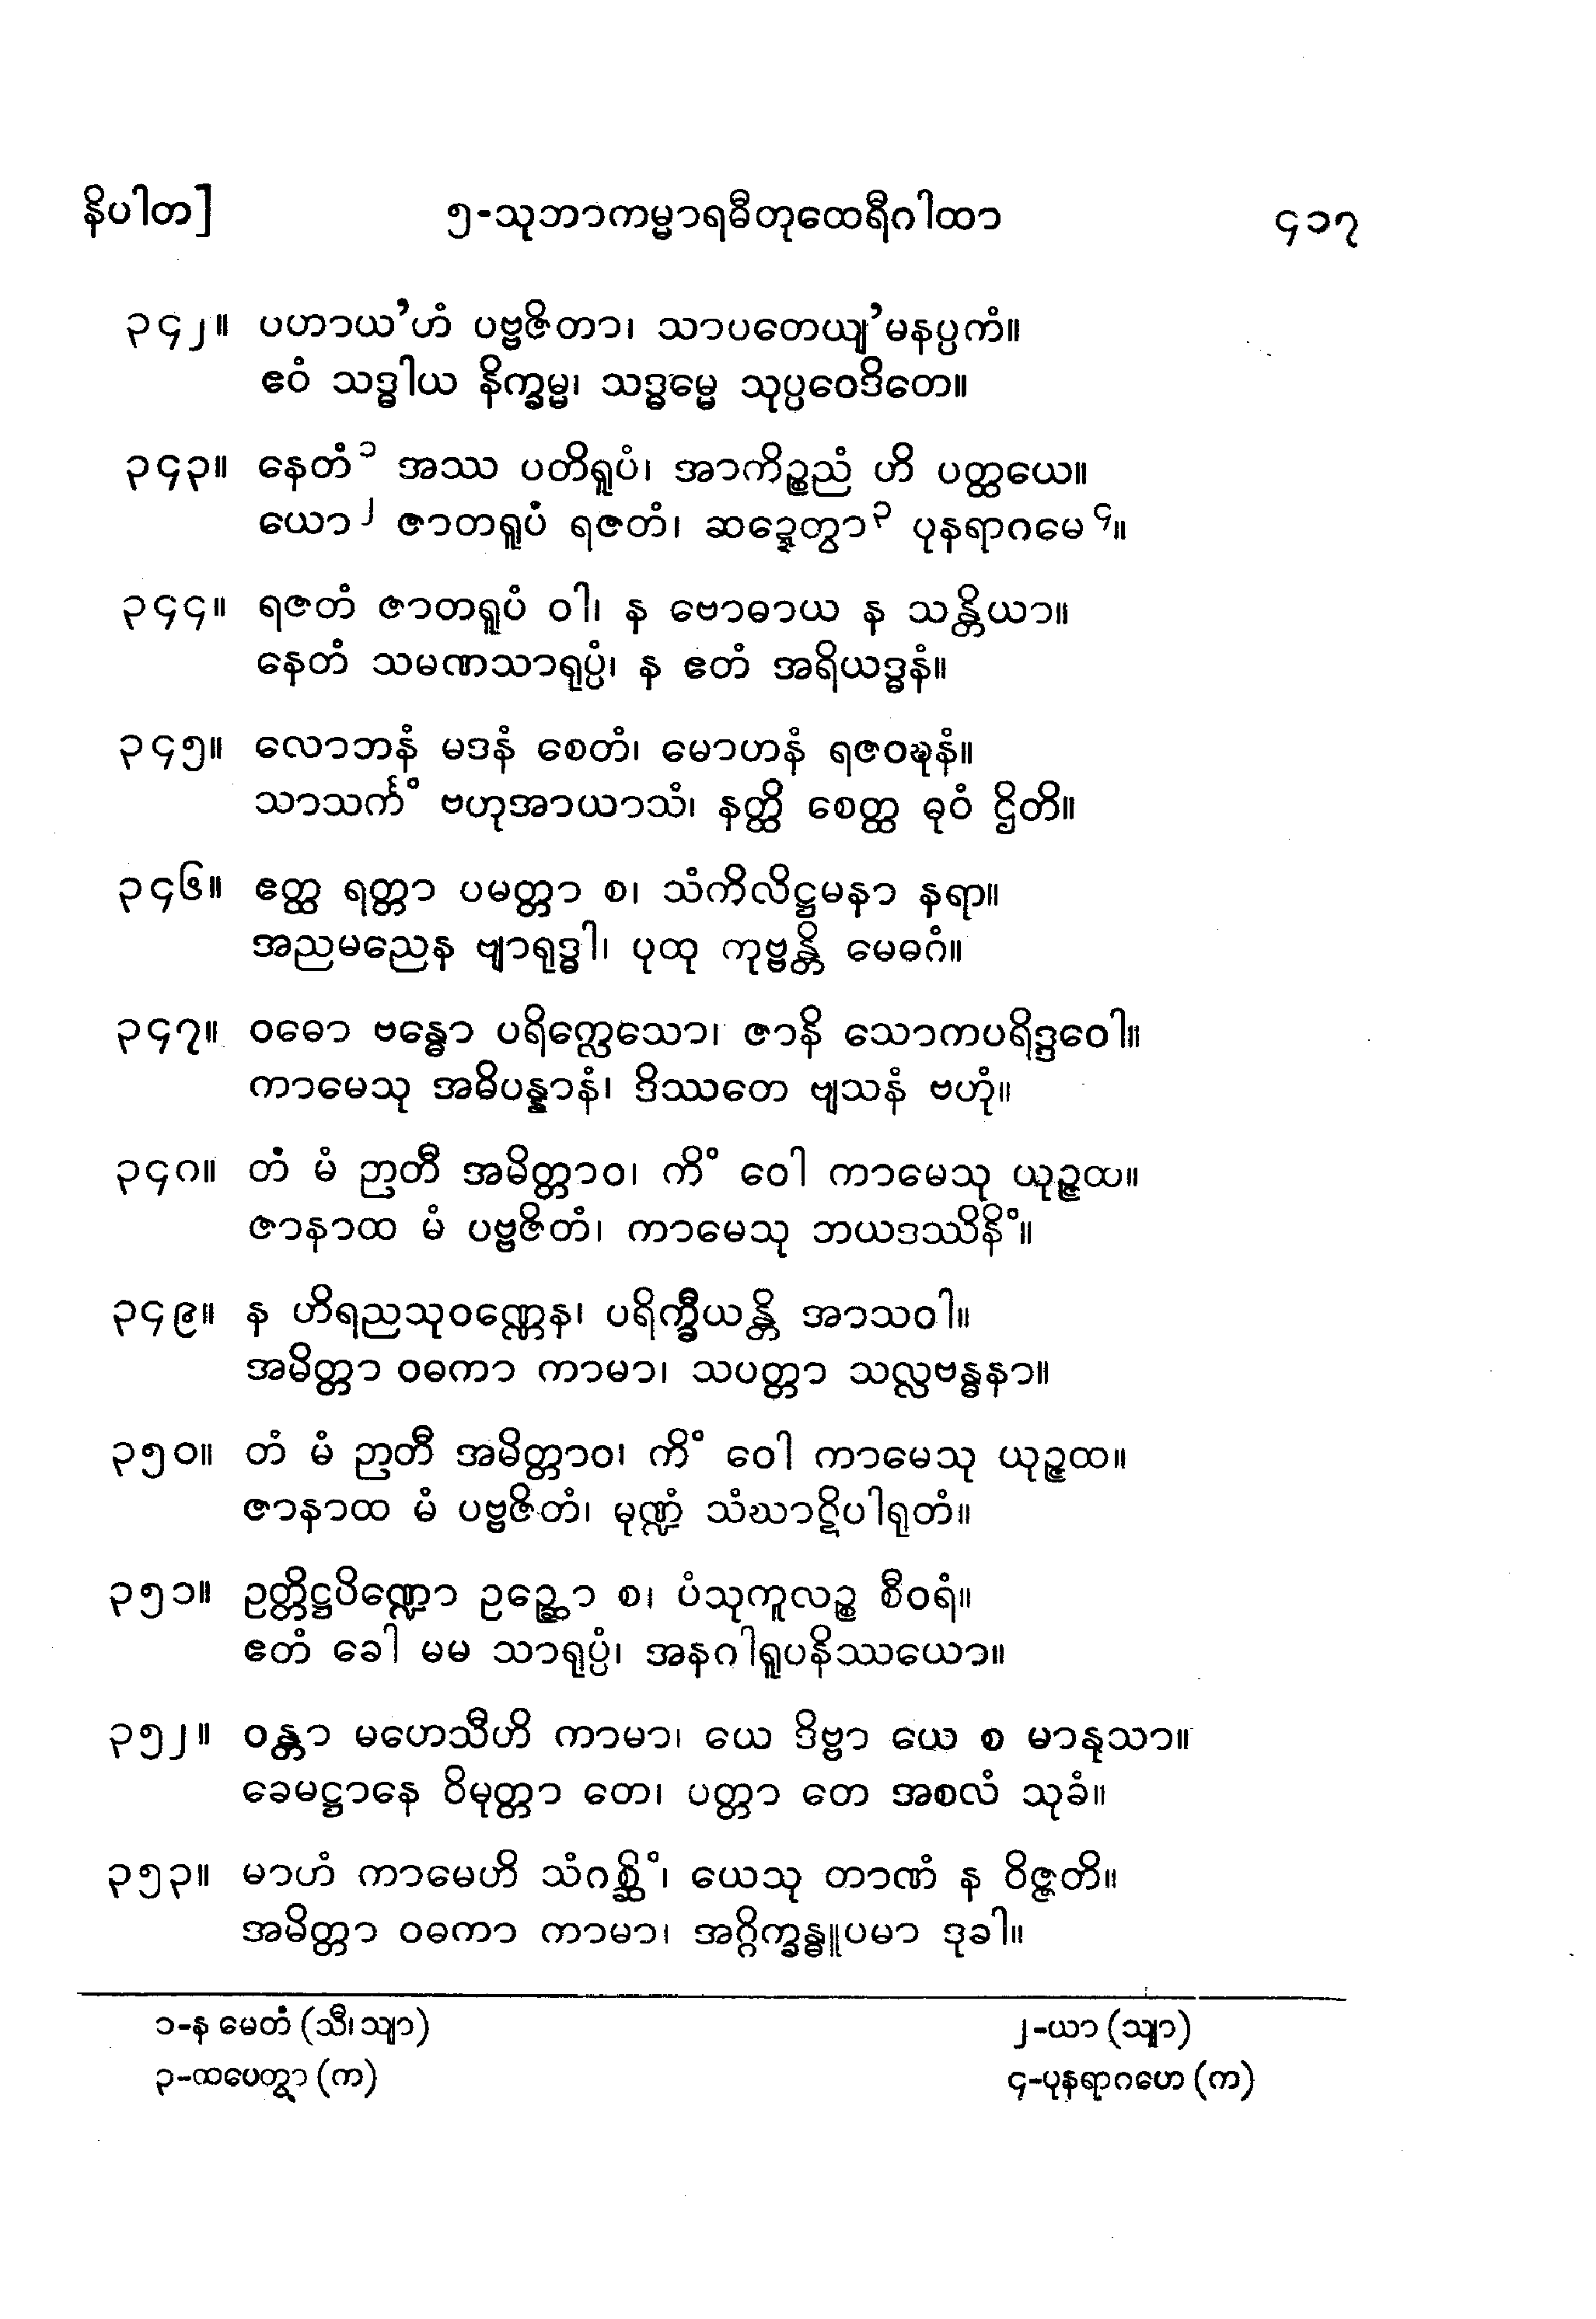 နိပါတ]	၅-သုဘာကမ္မာရဓီတုထေရီဂါထာ	၄၁၇
၃၄၂။ ပဟာယ’ဟံ ပဗ္ဗဇိတာ၊ သာပတေယျ’မနပ္ပကံ။
ဧဝံ သဒ္ဓါယ နိက္ခမ္မ၊ သဒ္ဓမ္မေ သုပ္ပဝေဒိတေ။
၃၄၃။ နေတံ၁ အဿ ပတိရူပံ၊ အာကိဉ္စညံ ဟိ ပတ္ထယေ။
ယော၂ ဇာတရူပံ ရဇတံ၊ ဆဍ္ဍေတွာ၃ ပုနရာဂမေ၄။
၃၄၄။ ရဇတံ ဇာတရူပံ ဝါ၊ န ဗောဓာယ န သန္တိယာ။
နေတံ သမဏသာရုပ္ပံ၊ န ဧတံ အရိယဒ္ဓနံ။
၃၄၅။ လောဘနံ မဒနံ စေတံ၊ မောဟနံ ရဇဝဍ္ဎနံ။
သာသင်္ကံ ဗဟုအာယာသံ၊ နတ္ထိ စေတ္ထ ဓုဝံ ဌိတိ။
၃၄၆။ ဧတ္ထ ရတ္တာ ပမတ္တာ စ၊ သံကိလိဋ္ဌမနာ နရာ။
အညမညေန ဗျာရုဒ္ဓါ၊ ပုထု ကုဗ္ဗန္တိ မေဓဂံ။
၃၄၇။ ဝဓော ဗန္ဓော ပရိက္လေသော၊ ဇာနိ သောကပရိဒ္ဒဝေါ။
ကာမေသု အဓိပန္နာနံ၊ ဒိဿတေ ဗျသနံ ဗဟုံ။
၃၄၈။ တံ မံ ဉာတီ အမိတ္တာဝ၊ ကိံ ဝေါ ကာမေသု ယုဉ္ဇထ။
ဇာနာထ မံ ပဗ္ဗဇိတံ၊ ကာမေသု ဘယဒဿိနိံ။
၃၄၉။ န ဟိရညသုဝဏ္ဏေန၊ ပရိက္ခီယန္တိ အာသဝါ။
အမိတ္တာ ဝဓကာ ကာမာ၊ သပတ္တာ သလ္လဗန္ဓနာ။
၃၅၀။ တံ မံ ဉာတီ အမိတ္တာဝ၊ ကိံ ဝေါ ကာမေသု ယုဉ္ဇထ။
ဇာနာထ မံ ပဗ္ဗဇိတံ၊ မုဏ္ဍံ သံဃာဋိပါရုတံ။
၃၅၁။ ဥတ္တိဋ္ဌပိဏ္ဍော ဥဉ္ဆော စ၊ ပံသုကူလဉ္စ စီဝရံ။
ဧတံ ခေါ မမ သာရုပ္ပံ၊ အနဂါရူပနိဿယော။
၃၅၂။ ဝန္တာ မဟေသီဟိ ကာမာ၊ ယေ ဒိဗ္ဗာ ယေ စ မာနုသာ။
ခေမဋ္ဌာနေ ဝိမုတ္တာ တေ၊ ပတ္တာ တေ အစလံ သုခံ။
၃၅၃။ မာဟံ ကာမေဟိ သံဂစ္ဆိံ၊ ယေသု တာဏံ န ဝိဇ္ဇတိ။
အမိတ္တာ ဝဓကာ ကာမာ၊ အဂ္ဂိက္ခန္ဓူပမာ ဒုခါ။
၁-န မေတံ (သီ၊ သျာ)	၂-ယာ (သျာ)
၃-ထပေတွာ (က)	၄-ပုနရာဂဟေ (က)